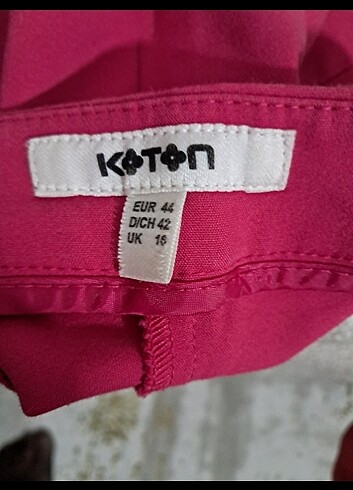 KOTON
EUR 44
D/CH 42
UK 16